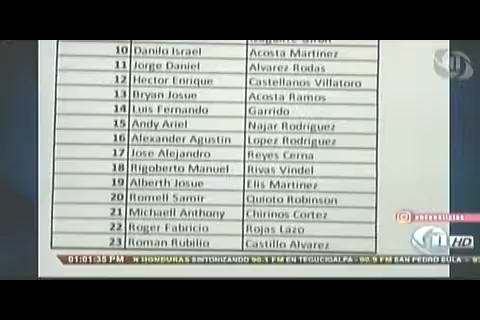 10 Danilo Israel Acosta Martinez
11 Jorge Daniel Alvarez Rodas
12 Hector Enrique Castellanos Villatoro
13 Bryan Josue Acosta Ramos
14 Luis Fernando Garrido
15 Andy Ariel Najar Rodriguez
16 Alexander Agustin Lopez Rodriguez
17 Jose Alejandro Reyes Cerna
18 Rigoberto Manuel Rivas Vindel
19 Alberth Josue Elis Martinez
20 Romell Samir Quioto Robinson
21 Michaell Anthony Chirinos Cortez
22 Roger Fabricio Rojas Lazo
23 Roman Rubilio Castillo Alvarez
HD
01:01:35 PM N HONDURAS SINTONIZANDO 90.1 FM EN TEGUCIGALPA - 90.9 FM SAN PEDRO SULA